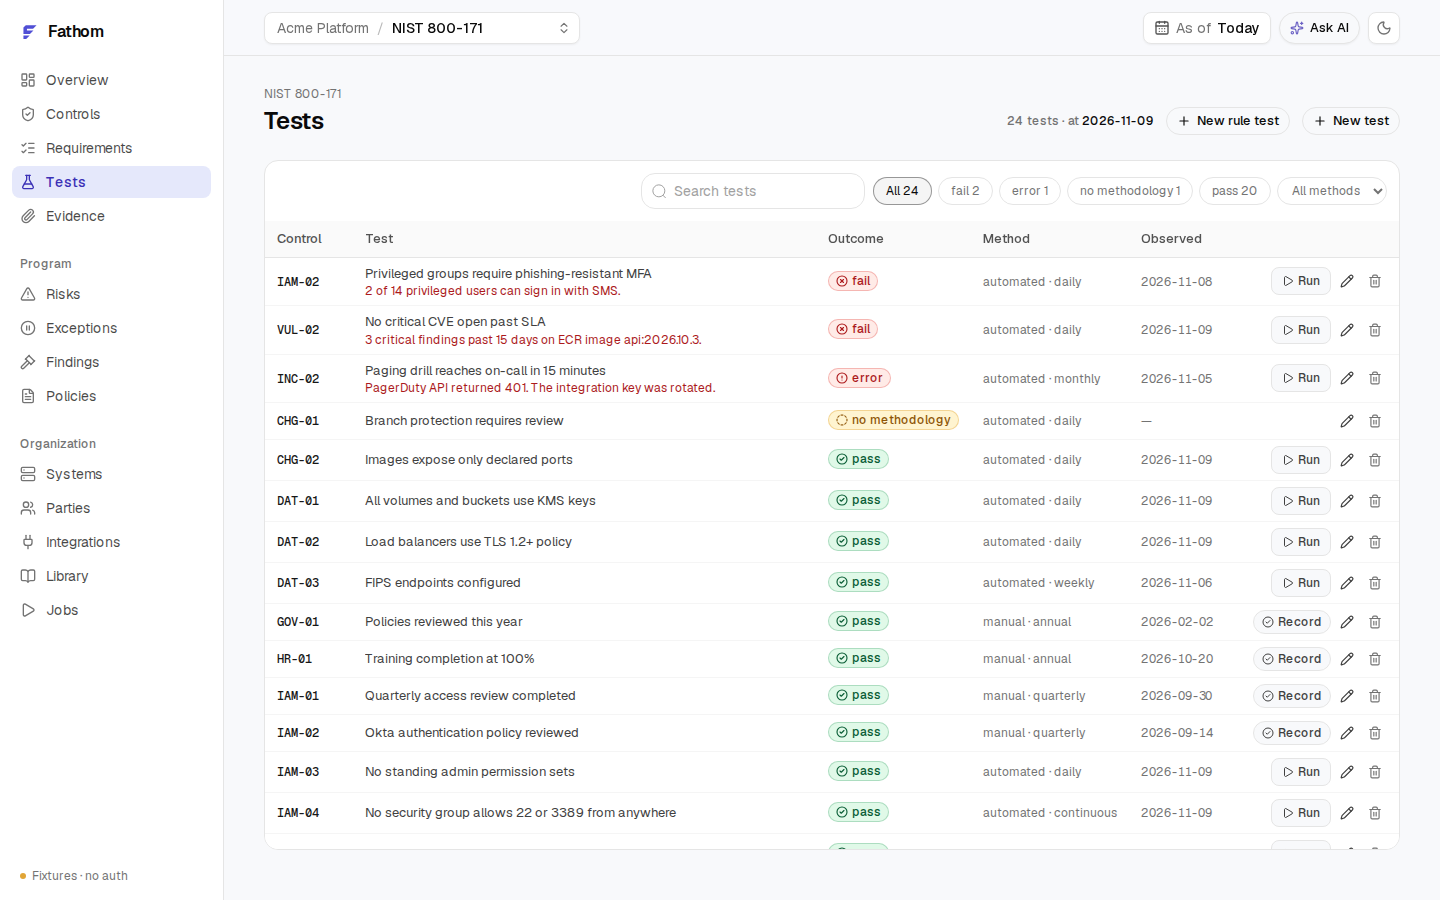 Fathom
Overview
Controls
Requirements
Tests
Evidence
Program
Risks
Exceptions
Findings
Policies
Organization
Systems
Parties
Integrations
Library
Jobs
Fixtures · no auth
Acme Platform / NIST 800-171
As of Today
Ask AI
NIST 800-171
Tests
24 tests · at 2026-11-09
New rule test
New test
Search tests
All 24
fail 2
error 1
no methodology 1
pass 20
All methods
Control Test Outcome Method Observed
IAM-02 Privileged groups require phishing-resistant MFA fail automated · daily 2026-11-08 Run
2 of 14 privileged users can sign in with SMS.
VUL-02 No critical CVE open past SLA fail automated · daily 2026-11-09 Run
3 critical findings past 15 days on ECR image api:2026.10.3.
INC-02 Paging drill reaches on-call in 15 minutes error automated · monthly 2026-11-05 Run
PagerDuty API returned 401. The integration key was rotated.
CHG-01 Branch protection requires review no methodology automated · daily —
CHG-02 Images expose only declared ports pass automated · daily 2026-11-09 Run
DAT-01 All volumes and buckets use KMS keys pass automated · daily 2026-11-09 Run
DAT-02 Load balancers use TLS 1.2+ policy pass automated · daily 2026-11-09 Run
DAT-03 FIPS endpoints configured pass automated · weekly 2026-11-06 Run
GOV-01 Policies reviewed this year pass manual · annual 2026-02-02 Record
HR-01 Training completion at 100% pass manual · annual 2026-10-20 Record
IAM-01 Quarterly access review completed pass manual · quarterly 2026-09-30 Record
IAM-02 Okta authentication policy reviewed pass manual · quarterly 2026-09-14 Record
IAM-03 No standing admin permission sets pass automated · daily 2026-11-09 Run
IAM-04 No security group allows 22 or 3389 from anywhere pass automated · continuous 2026-11-09 Run